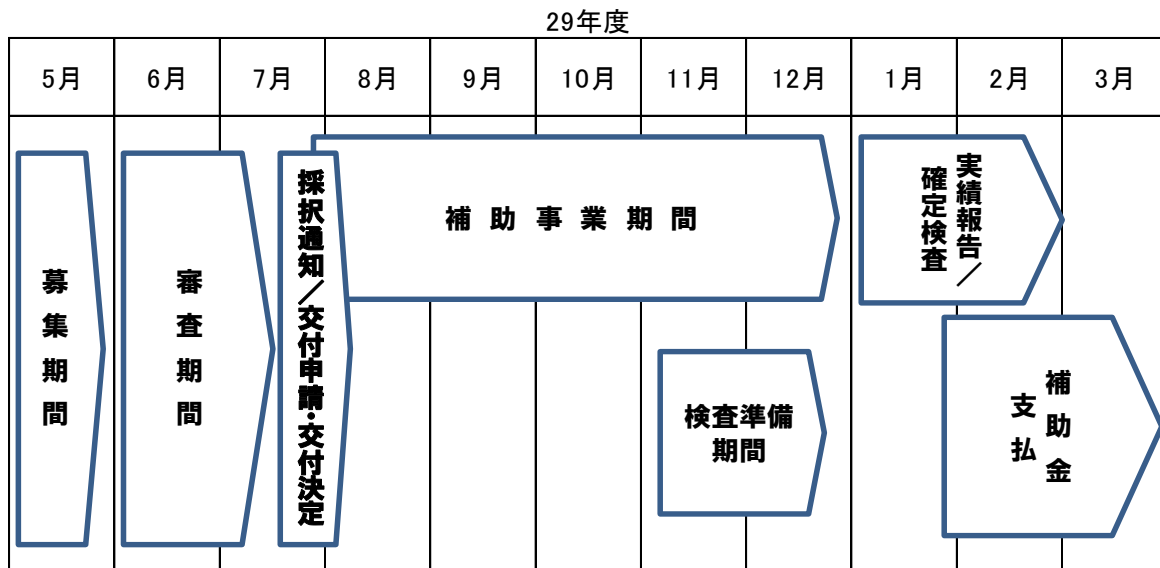 29年度
5月 6月 7月 8月 9月 10月 11月 12月 1月 2月 3月
募集期間
審査期間
採択通知／交付申請・交付決定
補助事業期間
検査準備
期間
実績報告／
確定検査
補助金
支払